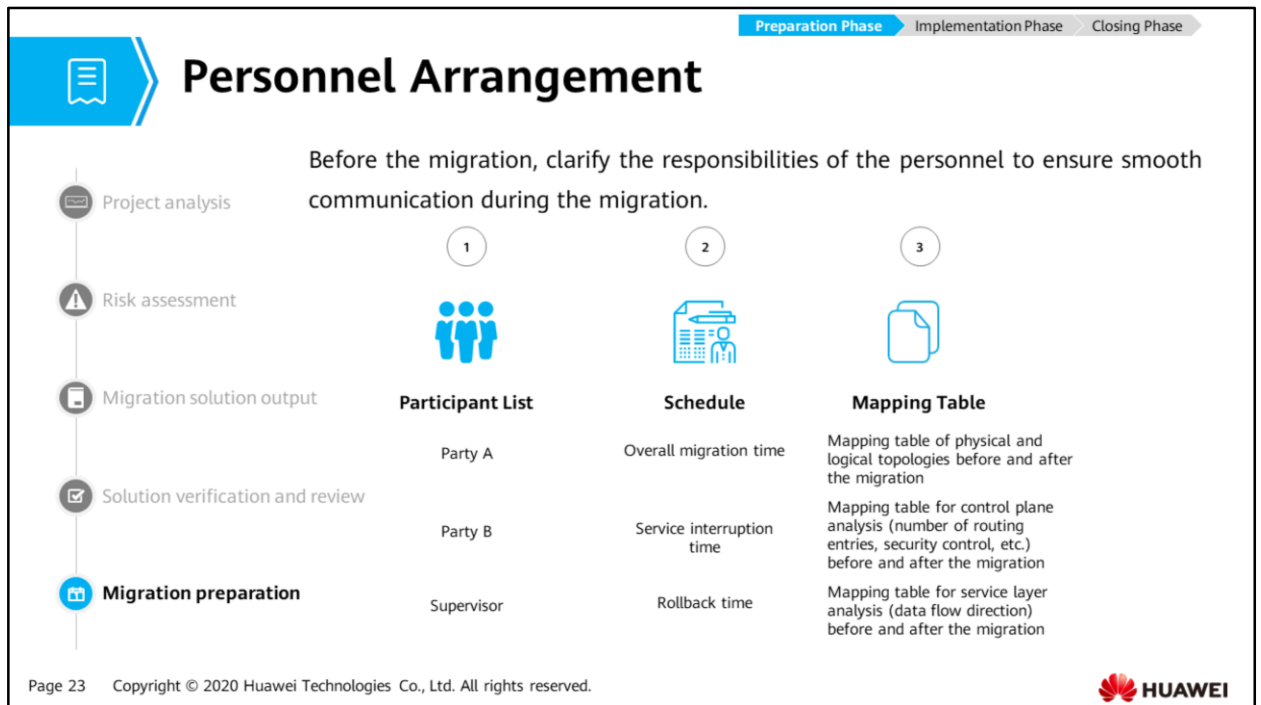 Preparation Phase
Implementation Phase
Closing Phase
Personnel Arrangement
Before the migration, clarify the responsibilities of the personnel to ensure smooth
communication during the migration.
Project analysis
Risk assessment
Migration solution output
Solution verification and review
Migration preparation
1
Participant List
Party A
Party B
Supervisor
2
Schedule
Overall migration time
Service interruption
time
Rollback time
3
Mapping Table
Mapping table of physical and
logical topologies before and after
the migration
Mapping table for control plane
analysis (number of routing
entries, security control, etc.)
before and after the migration
Mapping table for service layer
analysis (data flow direction)
before and after the migration
Page 23
Copyright © 2020 Huawei Technologies Co., Ltd. All rights reserved.
HUAWEI